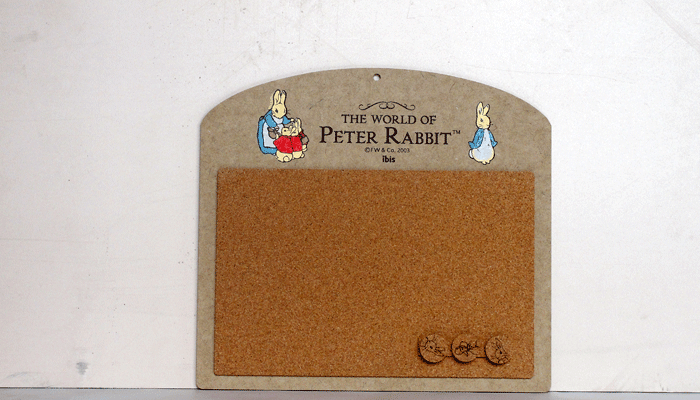 THE WORLD OF
PETER RABBIT™
© F W & Co., 2003
Ibis